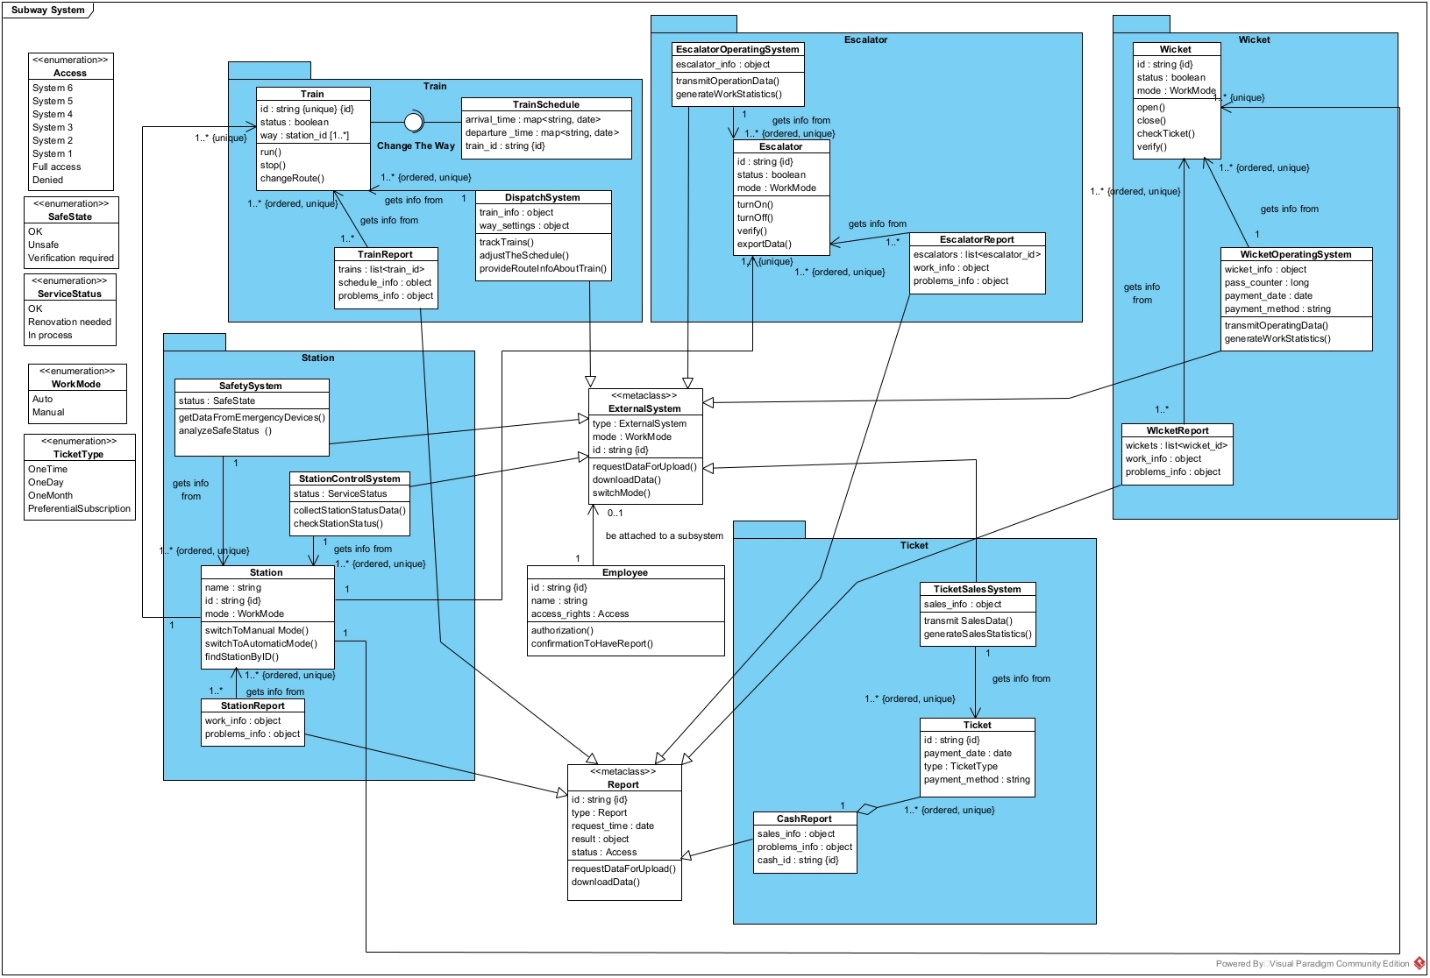 Subway System
<<enumeration>>
Access
System 6
System 5
System 4
System 3
System 2
System 1
Full access
Denied
<<enumeration>>
SafeState
OK
Unsafe
Verification required
<<enumeration>>
ServiceStatus
OK
Renovation needed
In process
<<enumeration>>
WorkMode
Auto
Manual
<<enumeration>>
TicketType
OneTime
OneDay
OneMonth
PreferentialSubscription
Train
Train
id : string {unique} {id}
status : boolean
way : station_id [1..*]
run()
stop()
changeRoute()
1..* {unique}
Change The Way
TrainSchedule
arrival_time : map<string, date>
departure _time : map<string, date>
train_id : string {id}
1..* {ordered, unique}
gets info from
1
DispatchSystem
train_info : object
way_settings : object
trackTrains()
adjustTheSchedule()
provideRouteInfoAboutTrain()
1..* {ordered, unique}
gets info from
1..*
TrainReport
trains : list<train_id>
schedule_info : oblect
problems_info : object
Escalator
EscalatorOperatingSystem
escalator_info : object
transmitOperationData()
generateWorkStatistics()
1
gets info from
1..* {ordered, unique}
Escalator
id : string {id}
status : boolean
mode : WorkMode
turnOn()
turnOff()
verify()
exportData()
1..* {unique}
gets info from
1..*
1..* {ordered, unique}
EscalatorReport
escalators : list<escalator_id>
work_info : object
problems_info : object
Wicket
Wicket
id : string {id}
status : boolean
mode : WorkMode
open()
close()
checkTicket()
verify()
1..* {unique}
1..* {ordered, unique}
1..* {ordered, unique}
gets info from
1
WicketOperatingSystem
wicket_info : object
pass_counter : long
payment_date : date
payment_method : string
transmitOperatingData()
generateWorkStatistics()
gets info
from
1..*
WIcketReport
wickets : list<wicket_id>
work_info : object
problems_info : object
Station
SafetySystem
status : SafeState
getDataFromEmergencyDevices()
analyzeSafeStatus ()
1
gets info
from
1..* {ordered, unique}
StationControlSystem
status : ServiceStatus
collectStationStatusData()
checkStationStatus()
1
gets info from
1..* {ordered, unique}
Station
name : string
id : string {id}
mode : WorkMode
switchToManual Mode()
switchToAutomaticMode()
findStationByID()
1
1
1
1..* {ordered, unique}
1..*
gets info from
StationReport
work_info : object
problems_info : object
<<metaclass>>
ExternalSystem
type : ExternalSystem
mode : WorkMode
id : string {id}
requestDataForUpload()
downloadData()
switchMode()
0..1
be attached to a subsystem
1
Employee
id : string {id}
name : string
access_rights : Access
authorization()
confirmationToHaveReport()
<<metaclass>>
Report
id : string {id}
type : Report
request_time : date
result : object
status : Access
requestDataForUpload()
downloadData()
Ticket
TicketSalesSystem
sales_info : object
transmit SalesData()
generateSalesStatistics()
1
gets info from
1..* {ordered, unique}
Ticket
id : string {id}
payment_date : date
type : TicketType
payment_method : string
1
1..* {ordered, unique}
CashReport
sales_info : object
problems_info : object
cash_id : string {id}
Powered By: Visual Paradigm Community Edition